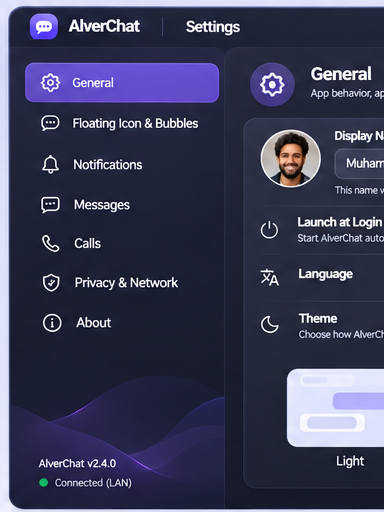 AlverChat
Settings
General
Floating Icon & Bubbles
Notifications
Messages
Calls
Privacy & Network
About
AlverChat v2.4.0
Connected (LAN)
General
App behavior, ap
Display N
Muham
This name w
Launch at Login
Start AlverChat auto
Language
Theme
Choose how AlverCh
Light